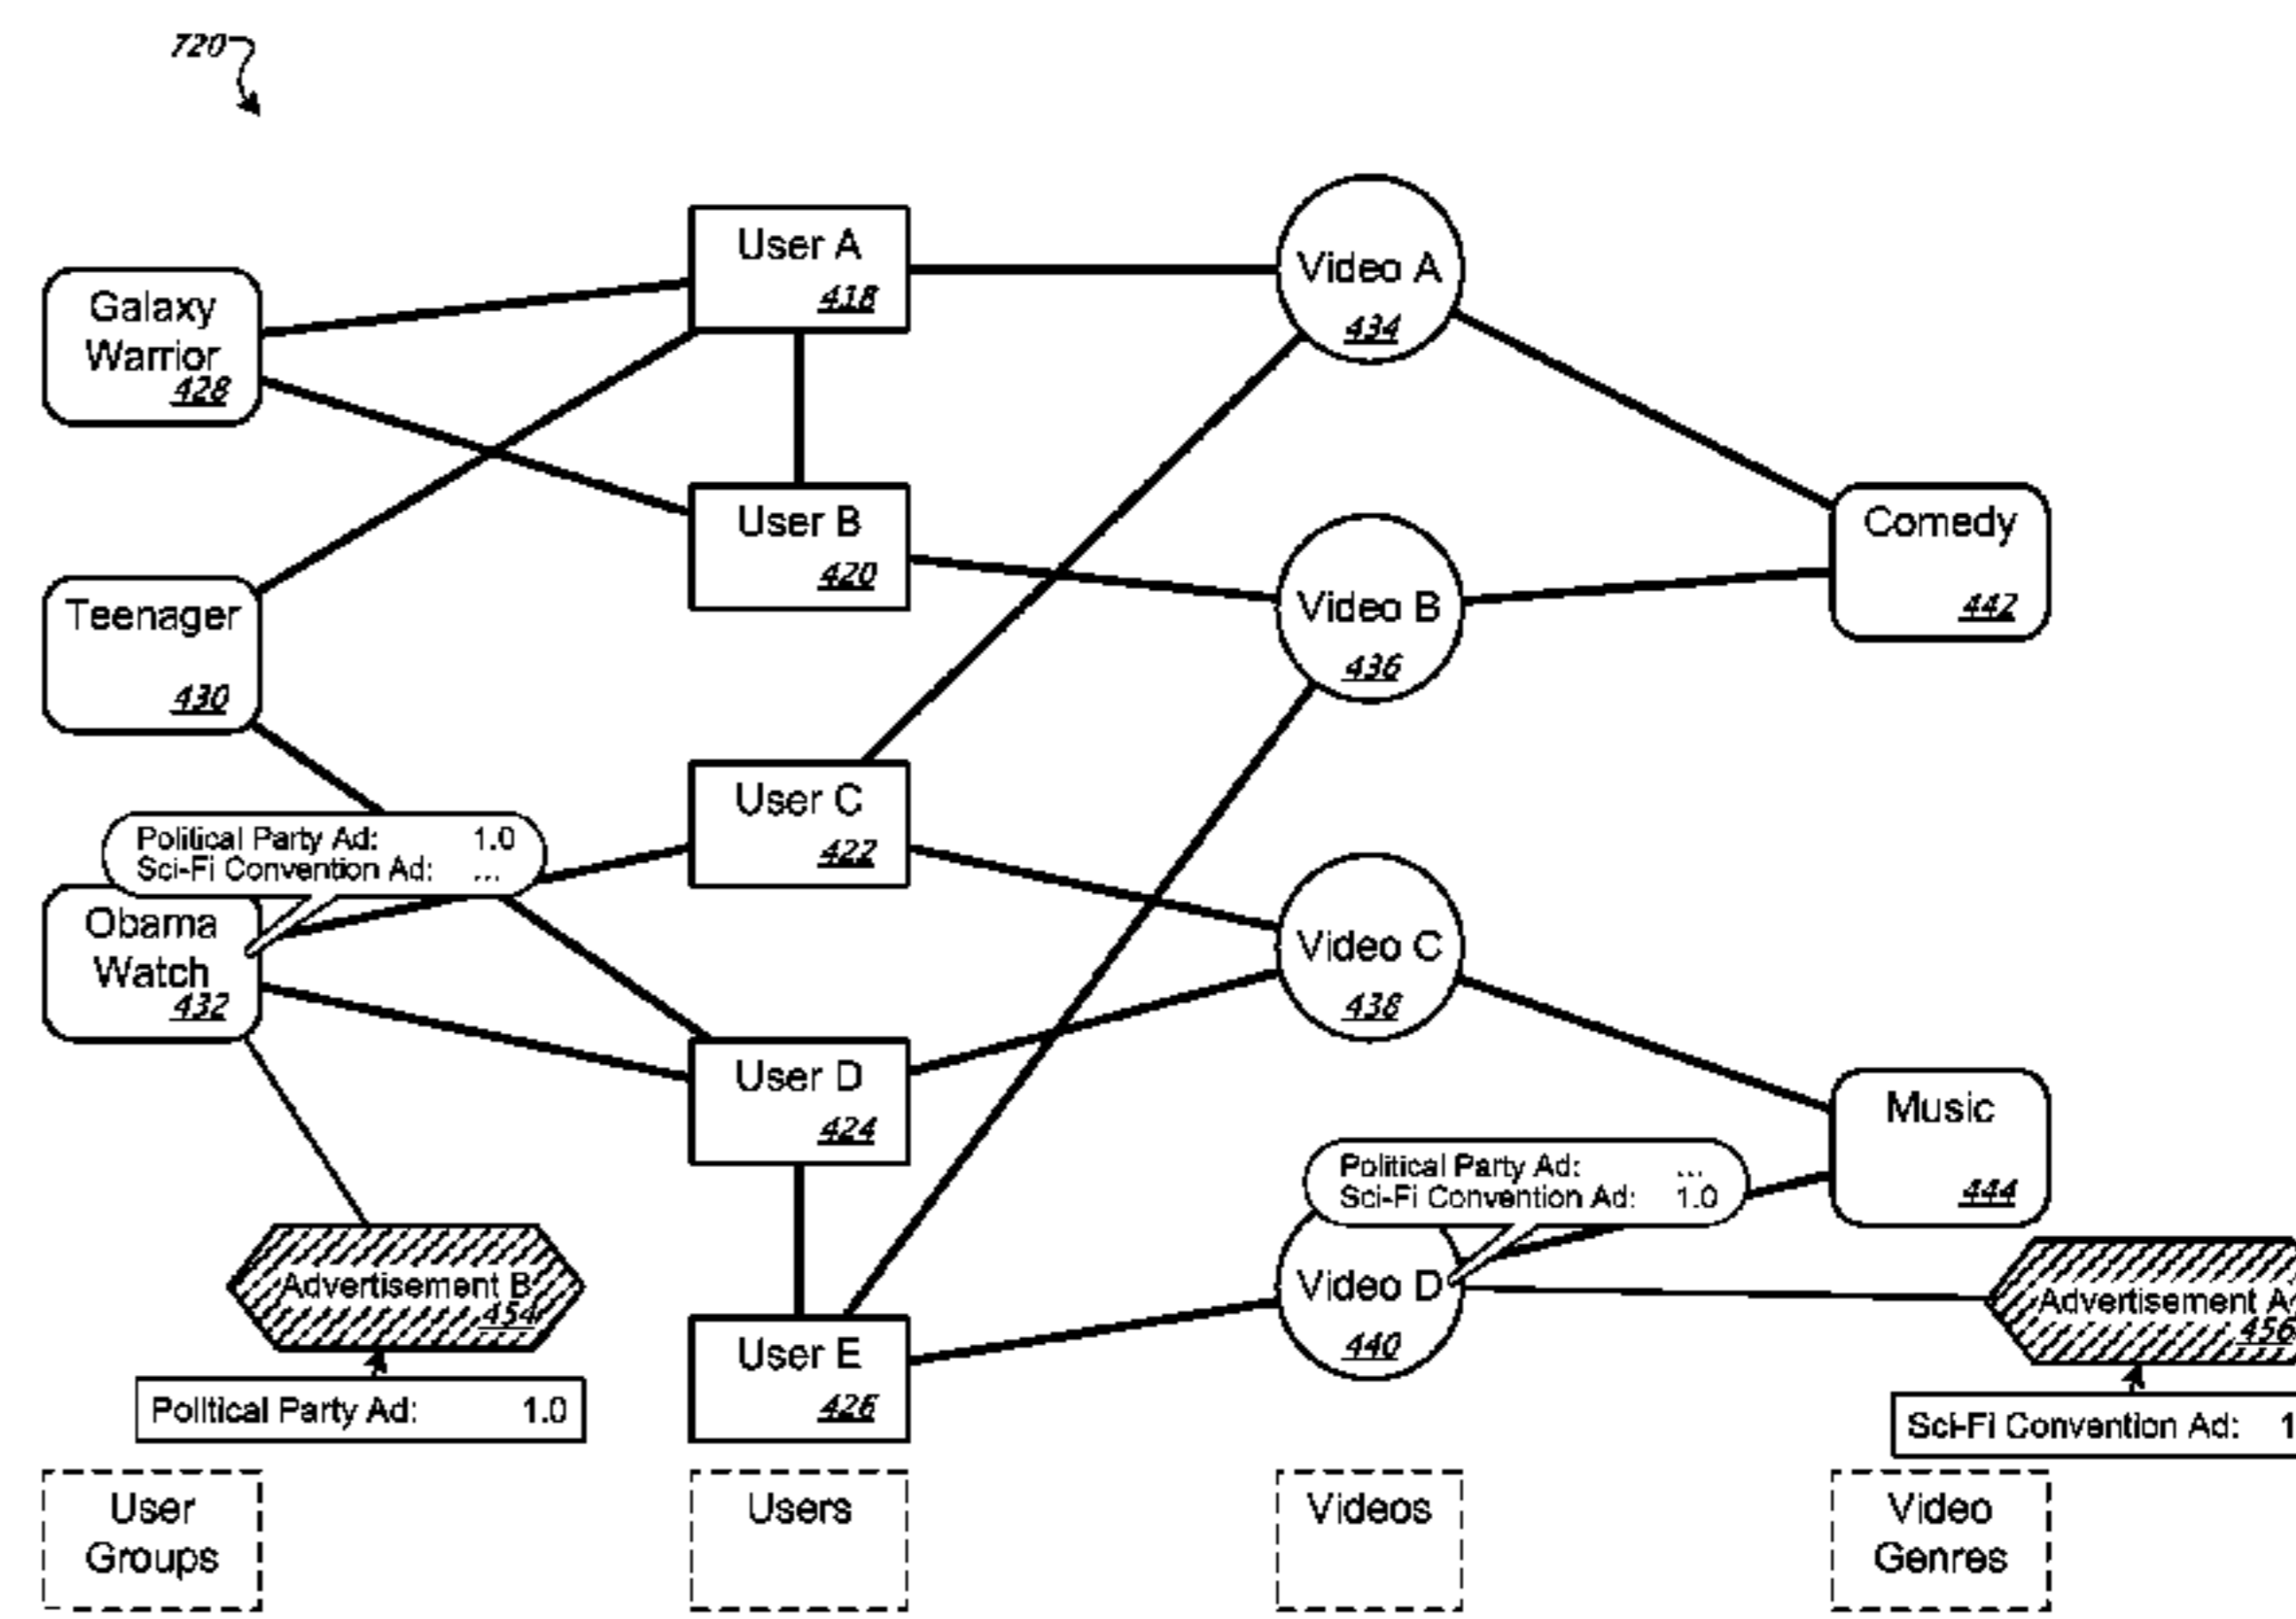 720
User A
418
Video A
434
Galaxy
Warrior
428
User B
420
Video B
436
Comedy
442
Teenager
430
User C
422
Political Party Ad: 1.0
Sci-Fi Convention Ad: ...
Obama
Watch
432
Video C
438
User D
424
Music
444
Political Party Ad: ...
Sci-Fi Convention Ad: 1.0
Advertisement B
454
Video D
440
Advertisement A
456
User E
426
Political Party Ad: 1.0
Sci-Fi Convention Ad: 1
User
Groups
Users
Videos
Video
Genres